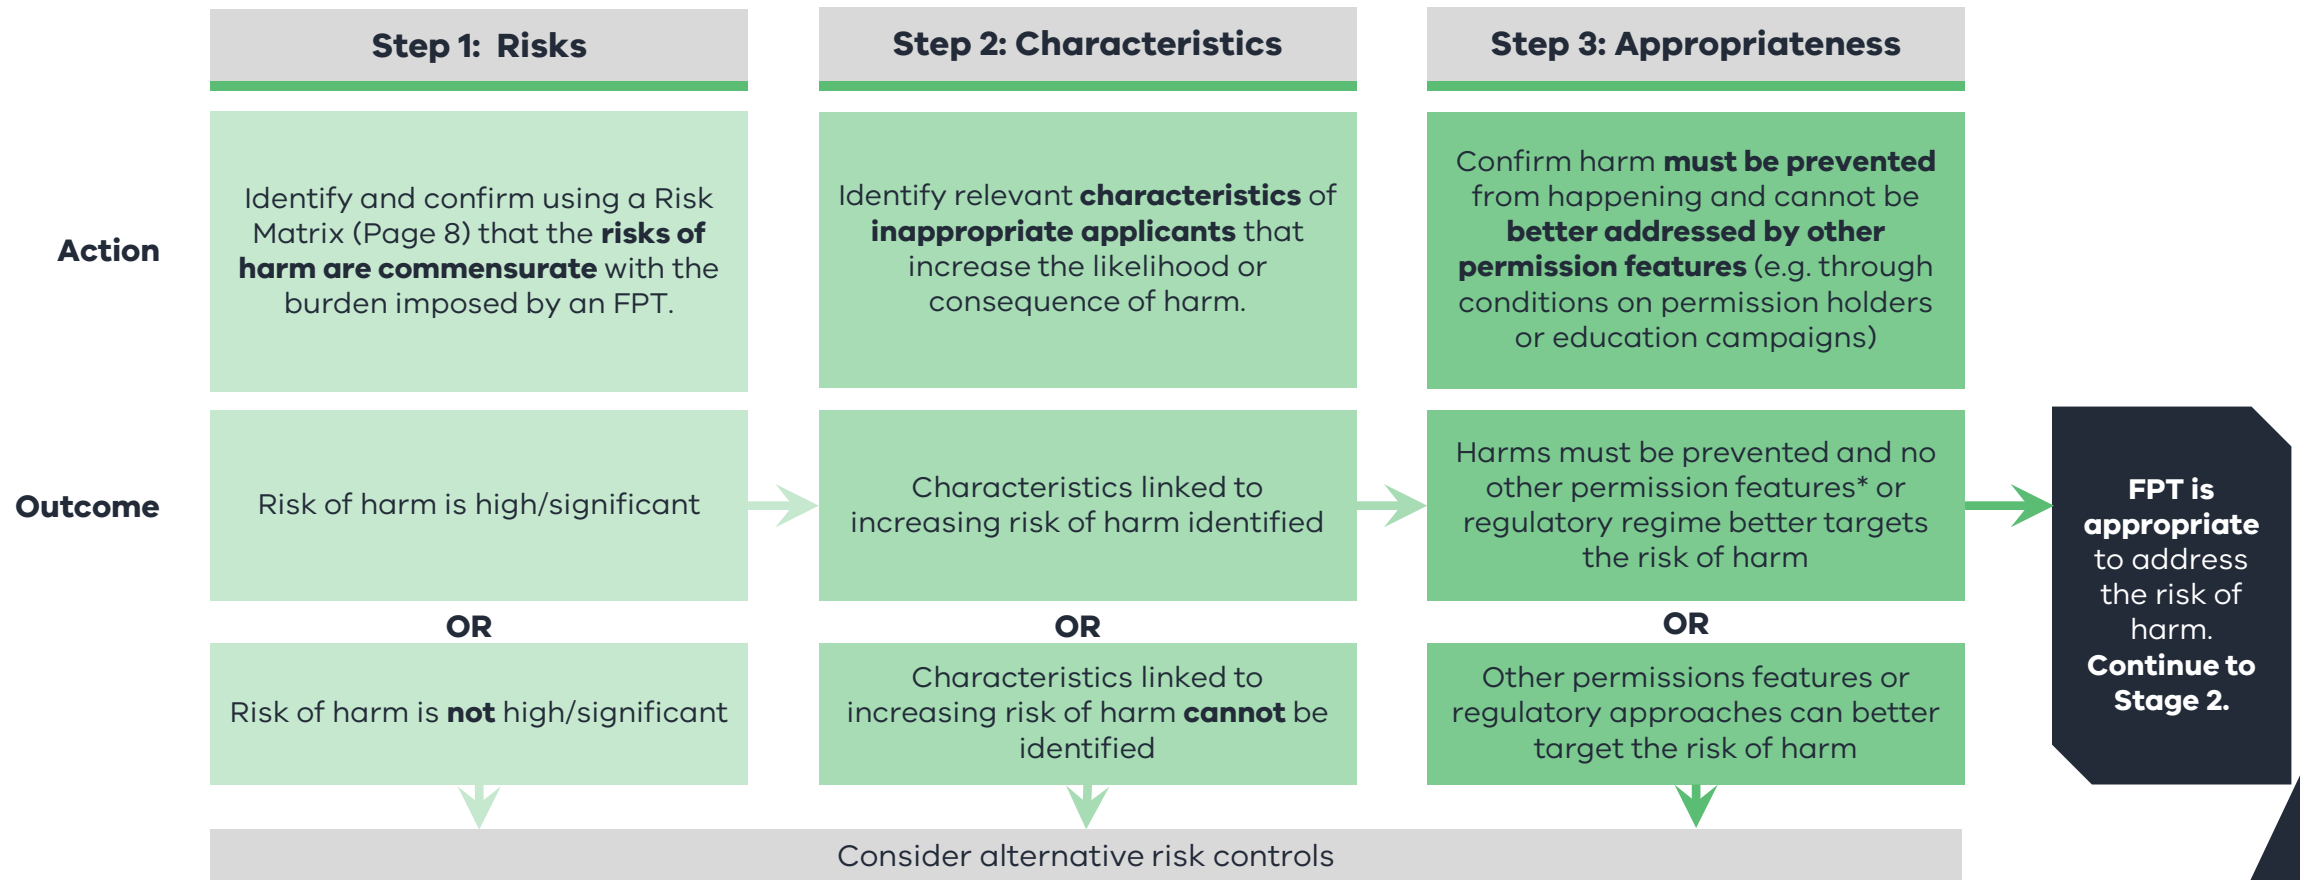 Step 1:  Risks
Step 2: Characteristics
Step 3: Appropriateness
Action
Identify and confirm using a Risk
Matrix (Page 8) that the risks of
harm are commensurate with the
burden imposed by an FPT.
Identify relevant characteristics of
inappropriate applicants that
increase the likelihood or
consequence of harm.
Confirm harm must be prevented
from happening and cannot be
better addressed by other
permission features (e.g. through
conditions on permission holders
or education campaigns)
Outcome
Risk of harm is high/significant
Characteristics linked to
increasing risk of harm identified
Harms must be prevented and no
other permission features* or
regulatory regime better targets
the risk of harm
FPT is
appropriate
to address
the risk of
harm.
Continue to
Stage 2.
OR
OR
OR
Risk of harm is not high/significant
Characteristics linked to
increasing risk of harm cannot be
identified
Other permissions features or
regulatory approaches can better
target the risk of harm
Consider alternative risk controls